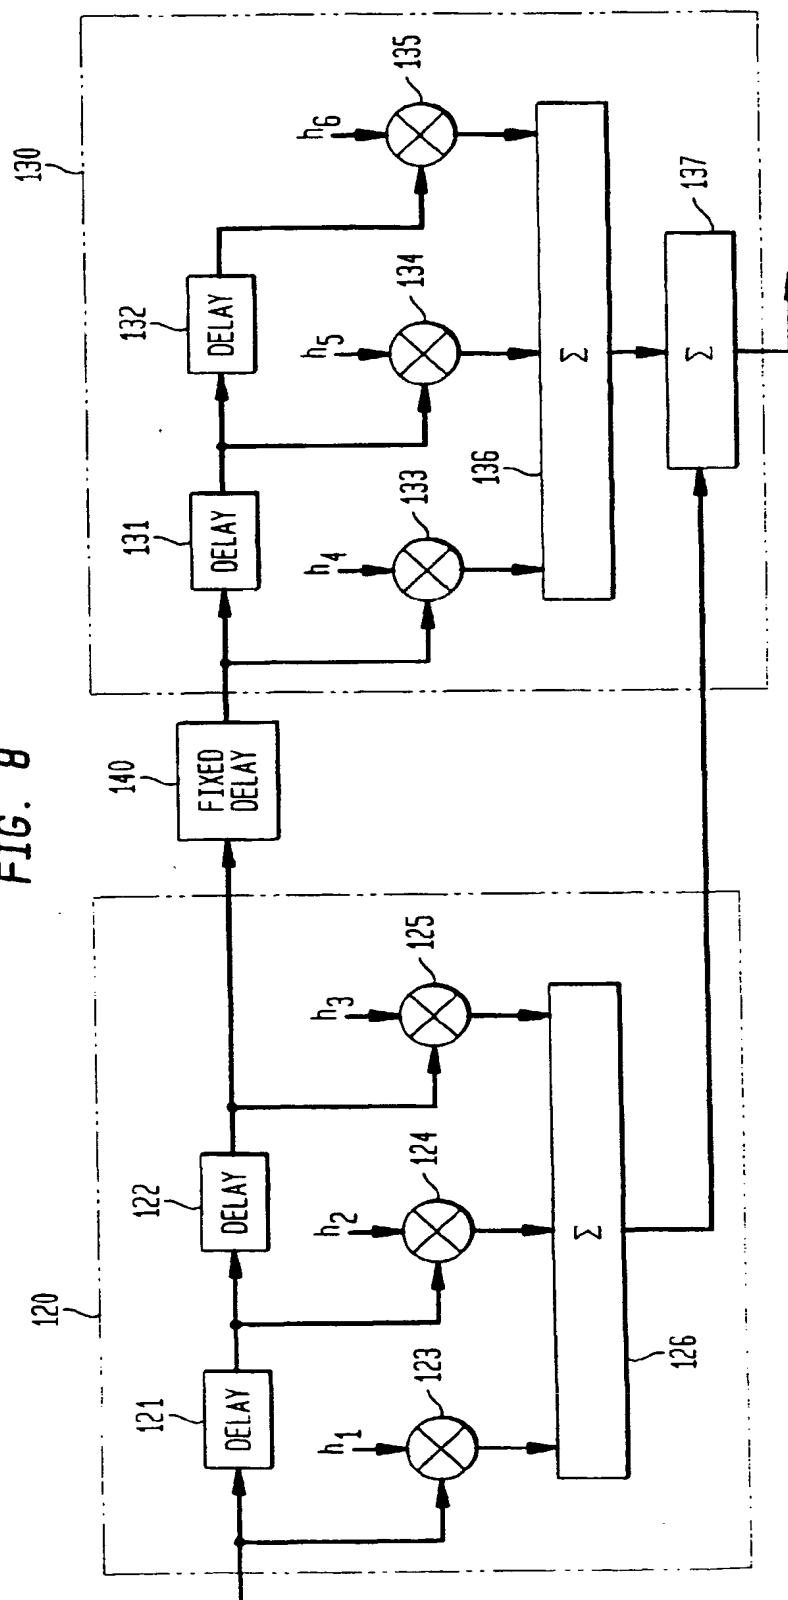 FIG. 8
120
121
DELAY
122
DELAY
h1
123
h2
124
h3
125
Σ
126
140
FIXED
DELAY
130
131
DELAY
132
DELAY
h4
133
h5
134
h6
135
136
Σ
137
Σ